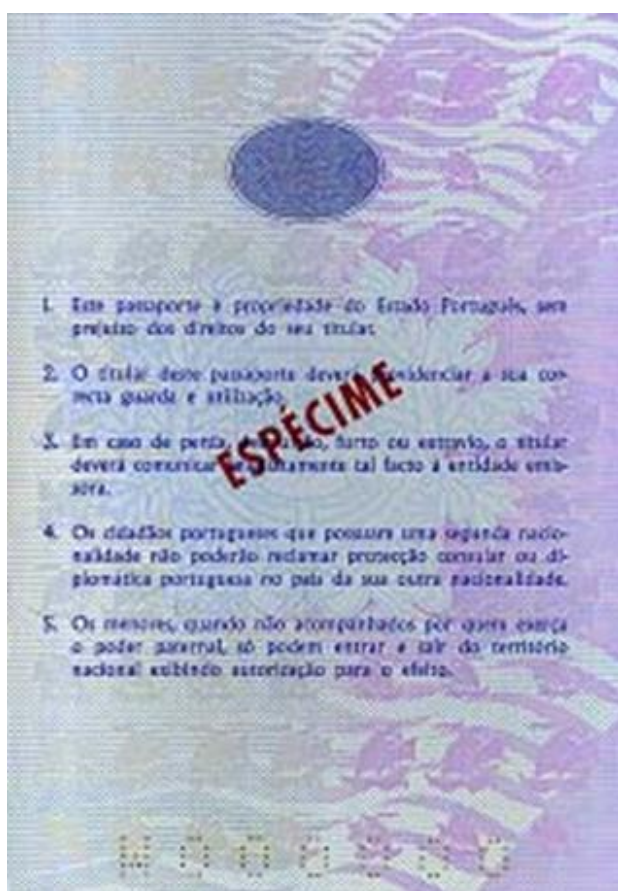 1. Este passaporte é propriedade do Estado Português, sem
prejuízo dos direitos do seu titular.
2. O titular deste passaporte deverá providenciar a sua cor-
recta guarda e utilização.
3. Em caso de perda, furto ou extravio, o titular
deverá comunicar imediatamente tal facto à entidade emis-
sora.
4. Os cidadãos portugueses que possuam uma segunda nacio-
nalidade não poderão reclamar protecção consular ou di-
plomática portuguesa no país da sua outra nacionalidade.
5. Os menores, quando não acompanhados por quem exerça
o poder paternal, só podem entrar e sair do território
nacional exibindo autorização para o efeito.
ESPÉCIME